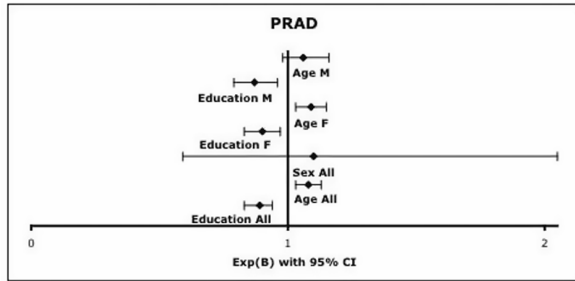 PRAD
Age M
Education M
Age F
Education F
Sex All
Age All
Education All
0 1 2
Exp(B) with 95% CI